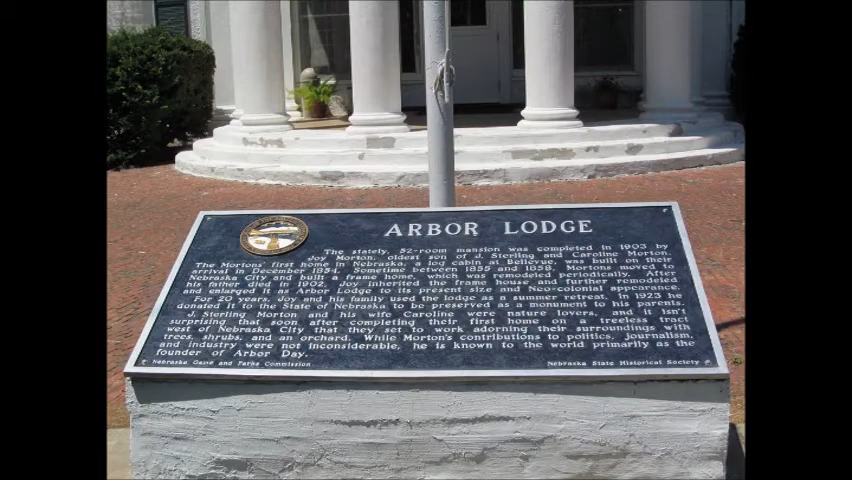 ARBOR LODGE
The stately, 52-room mansion was completed in 1903 by
Joy Morton, oldest son of J. Sterling and Caroline Morton.
The Mortons' first home in Nebraska, a log cabin at Bellevue, was built on their
arrival in December 1854. Sometime between 1855 and 1858, Mortons moved to
Nebraska City and built a frame home, which was remodeled periodically. After
his father died in 1902, Joy inherited the frame house and further remodeled
and enlarged it as Arbor Lodge to its present size and Neo-colonial apperance.
For 20 years, Joy and his family used the lodge as a summer retreat. In 1923 he
donated it to the State of Nebraska to be preserved as a monument to his parents.
J. Sterling Morton and his wife Caroline were nature lovers, and it isn't
surprising that soon after completing their first home on a treeless tract
west of Nebraska City that they set to work adorning their surroundings with
trees, shrubs, and an orchard. While Morton's contributions to politics, journalism,
and industry were not inconsiderable, he is known to the world primarily as the
founder of Arbor Day.
Nebraska Game and Parks Commission
Nebraska State Historical Society